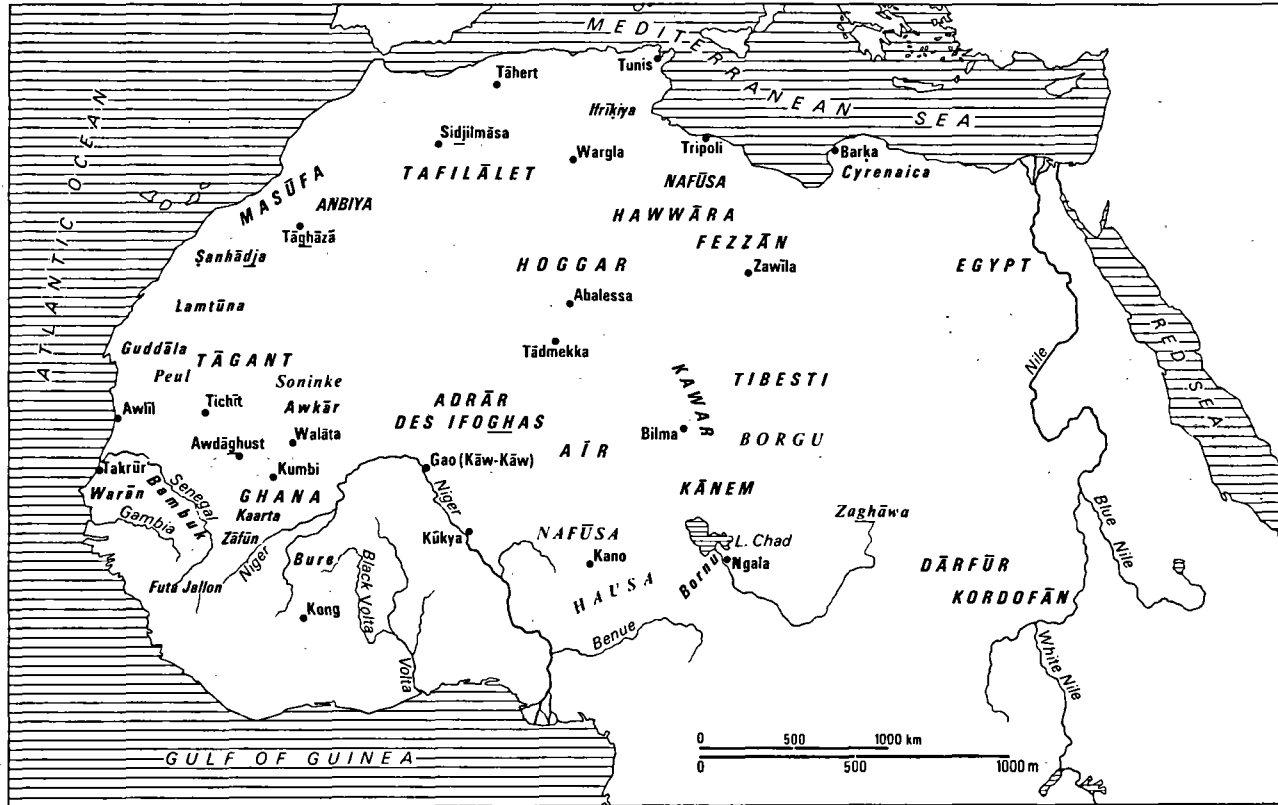 MEDITERRANEAN SEA
ATLANTIC OCEAN
Tāhert
Tunis
Ifrīḳiya
Sidjilmāsa
TAFILĀLET
Wargla
Tripoli
Barḳa
Cyrenaica
NAFŪSA
MASŪFA
ANBIYA
Tāghāzā
HAWWĀRA
FEZZĀN
Ṣanhādja
HOGGAR
Zawīla
EGYPT
Abalessa
Lamtūna
RED SEA
Tādmekka
Nile
Guddāla
TĀGANT
Peul
Soninke
KAWAR
TIBESTI
Awlīl
Tichīt
Awkār
ADRĀR
DES IFOGHAS
Walāta
Bilma
BORGU
Awdāghust
AÏR
Takrūr
Kumbi
Gao (Kāw-Kāw)
Senegal
Warān
Bambuk
GHANA
Niger
KĀNEM
Kaarta
Gambia
Zaghāwa
Blue Nile
Zāfūn
Kūkya
NAFŪSA
L. Chad
Niger
Bure
Black Volta
Kano
Bornu
Ngala
DĀRFŪR
Futa Jallon
HAUSA
KORDOFĀN
Kong
Benue
White Nile
Volta
GULF OF GUINEA
0 500 1000 km
0 500 1000 m